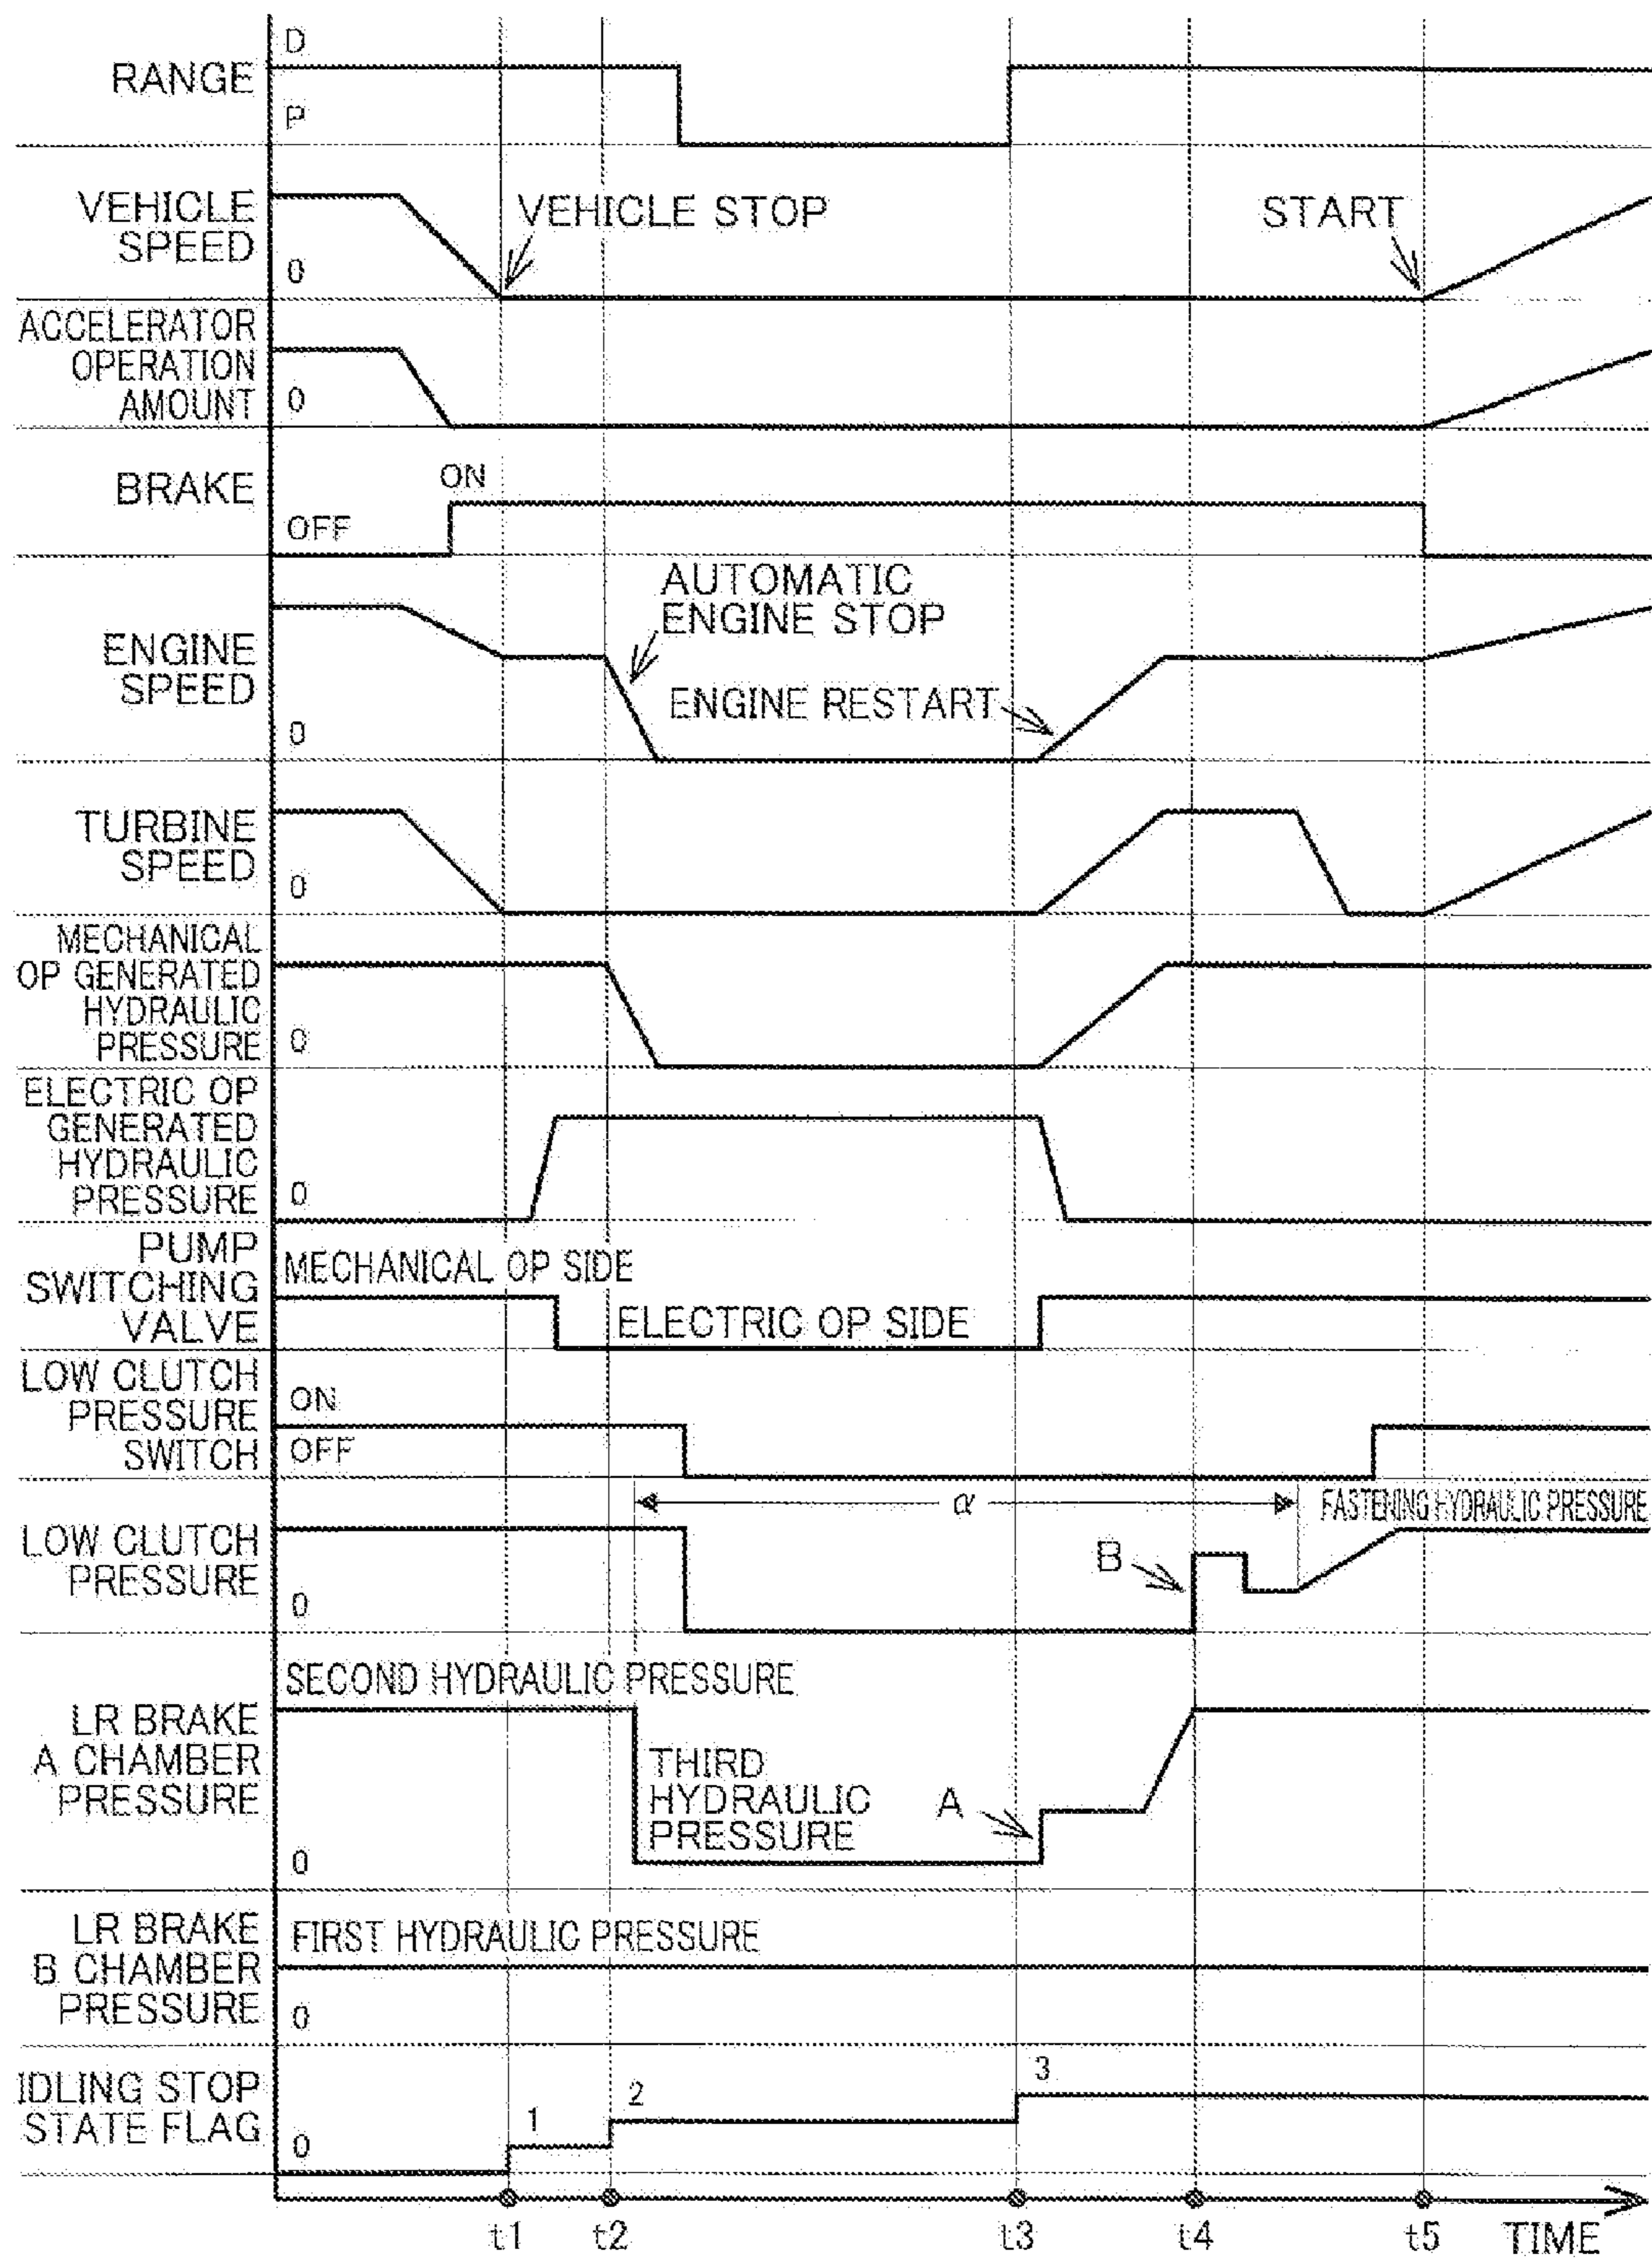 D
RANGE
P
VEHICLE
SPEED
VEHICLE STOP
START
0
ACCELERATOR
OPERATION
AMOUNT
0
BRAKE
ON
OFF
AUTOMATIC
ENGINE STOP
ENGINE
SPEED
ENGINE RESTART
0
TURBINE
SPEED
0
MECHANICAL
OP GENERATED
HYDRAULIC
PRESSURE
0
ELECTRIC OP
GENERATED
HYDRAULIC
PRESSURE
0
PUMP
SWITCHING
VALVE
MECHANICAL OP SIDE
ELECTRIC OP SIDE
LOW CLUTCH
PRESSURE
SWITCH
ON
OFF
α
FASTENING HYDRAULIC PRESSURE
LOW CLUTCH
PRESSURE
B
0
SECOND HYDRAULIC PRESSURE
LR BRAKE
A CHAMBER
PRESSURE
THIRD
HYDRAULIC
PRESSURE
A
0
LR BRAKE
B CHAMBER
PRESSURE
FIRST HYDRAULIC PRESSURE
0
IDLING STOP
STATE FLAG
0
1
2
3
t1 t2 t3 t4 t5 TIME